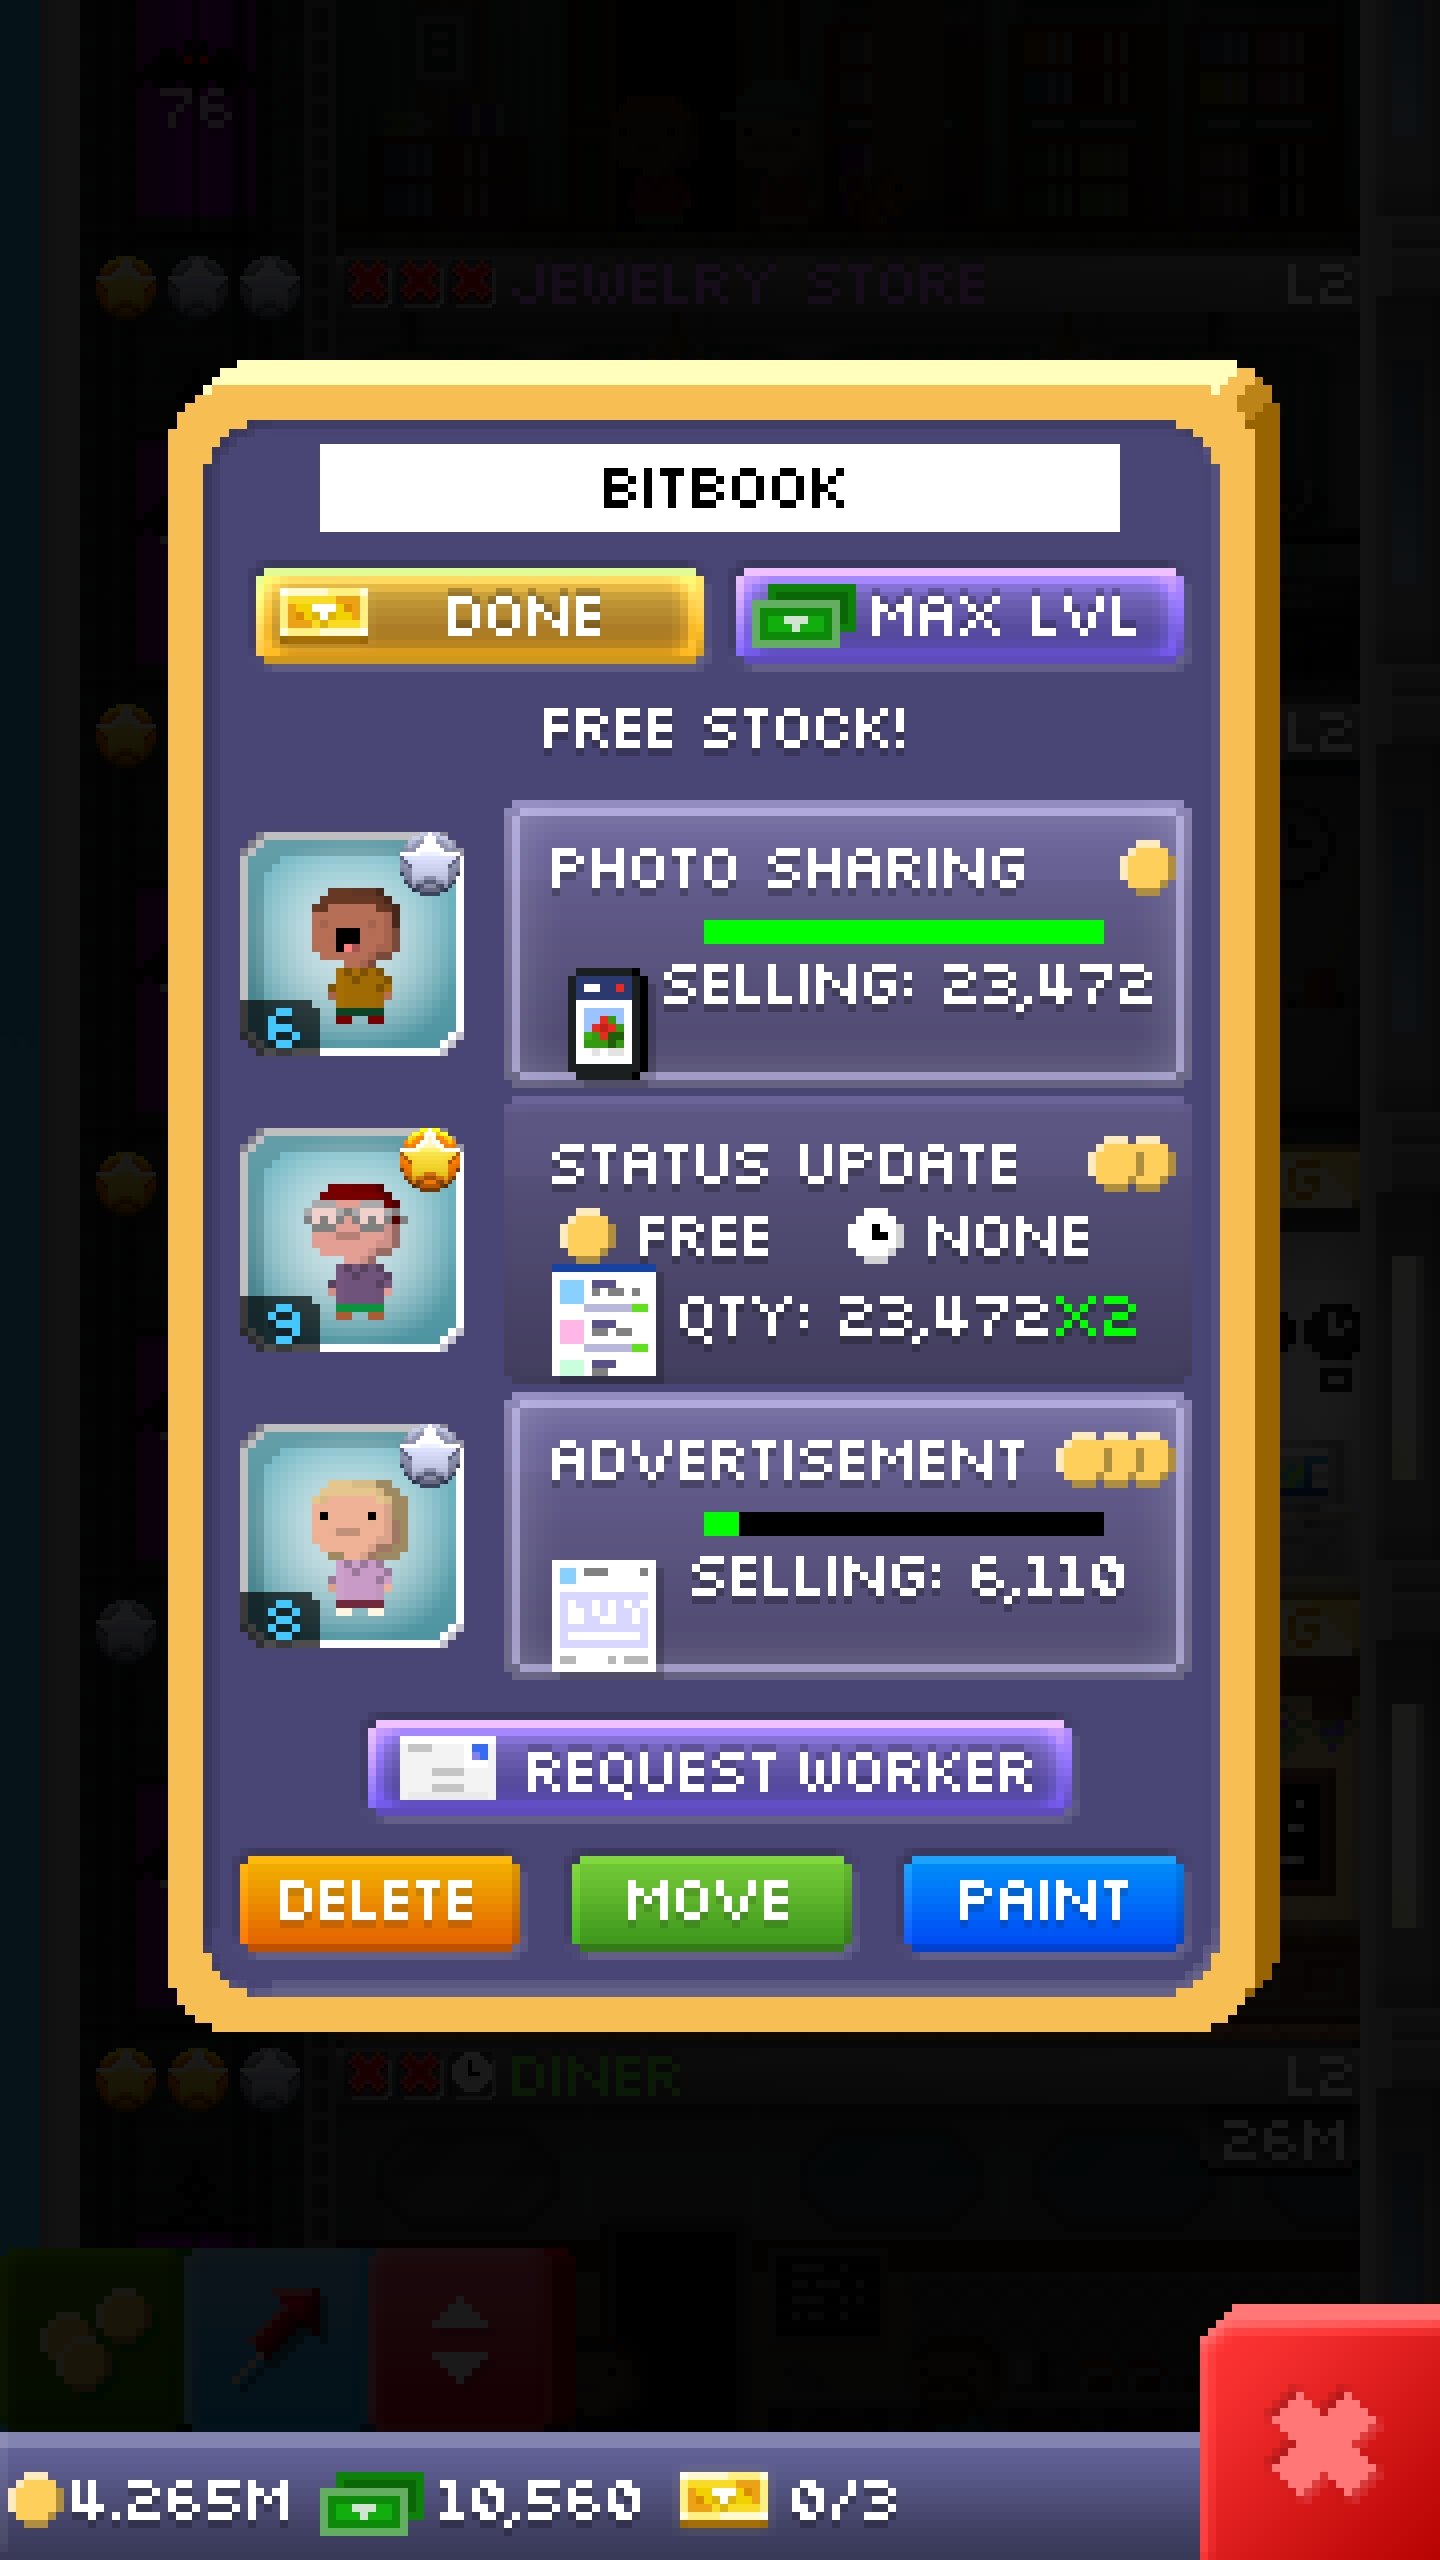 76
JEWELRY STORE L2
BITBOOK
DONE MAX LVL
L2
FREE STOCK!
PHOTO SHARING
SELLING: 23,472
6
STATUS UPDATE
G
FREE NONE
QTY: 23,472X2
9
ADVERTISEMENT
SELLING: 6,110
8
G
REQUEST WORKER
DELETE MOVE PAINT
DINER L2
26M
4.265M 10,560 0/3